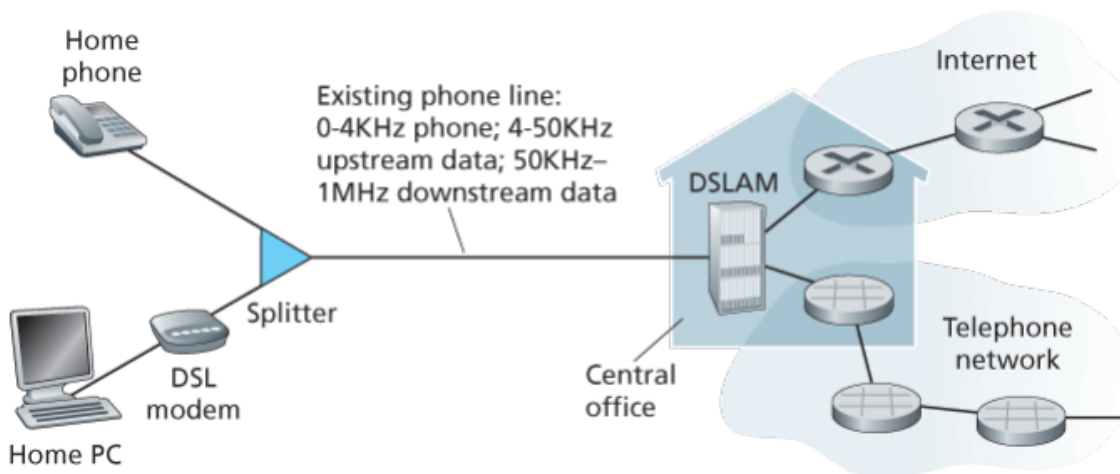 Home
phone
Existing phone line:
0-4KHz phone; 4-50KHz
upstream data; 50KHz–
1MHz downstream data
Internet
DSLAM
Splitter
DSL
modem
Home PC
Central
office
Telephone
network